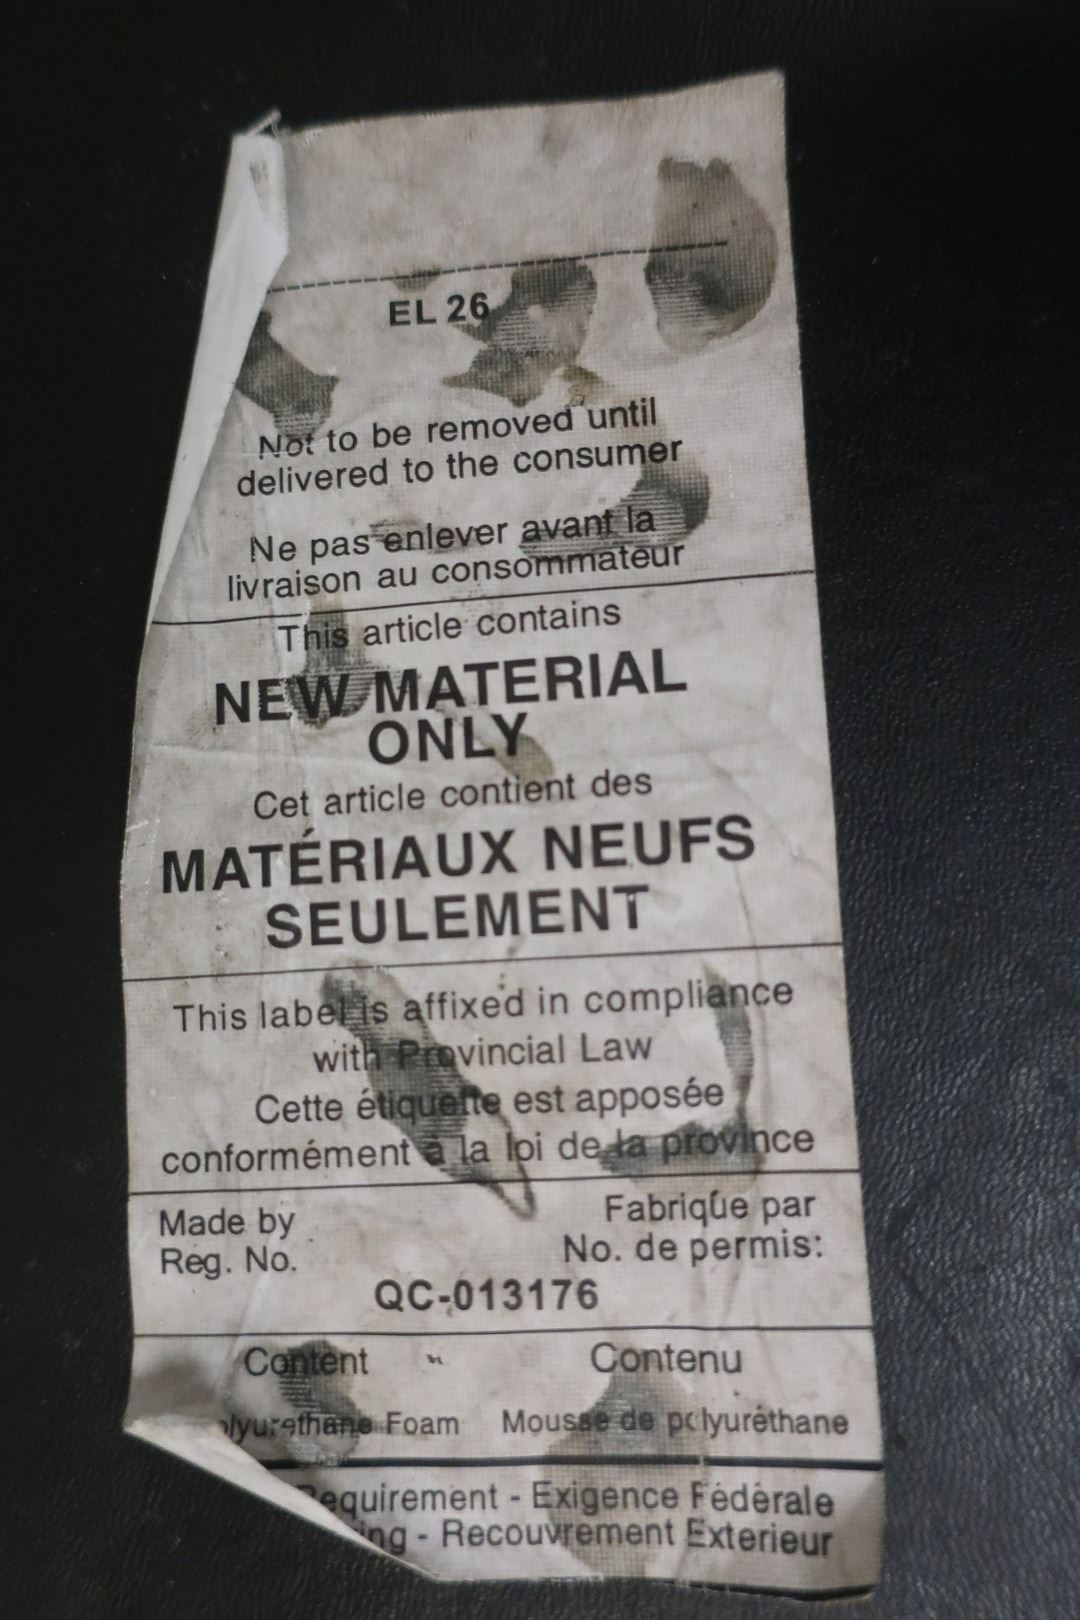 EL 26
Not to be removed until
delivered to the consumer
Ne pas enlever avant la
livraison au consommateur
This article contains
NEW MATERIAL
ONLY
Cet article contient des
MATÉRIAUX NEUFS
SEULEMENT
This label is affixed in compliance
with Provincial Law
Cette étiquette est apposée
conformément à la loi de la province
Made by Fabriqúe par
Reg. No. No. de permis:
QC-013176
Content Contenu
olyurethane Foam Mousse de polyuréthane
Requirement - Exigence Fédérale
ing - Recouvrement Exterieur